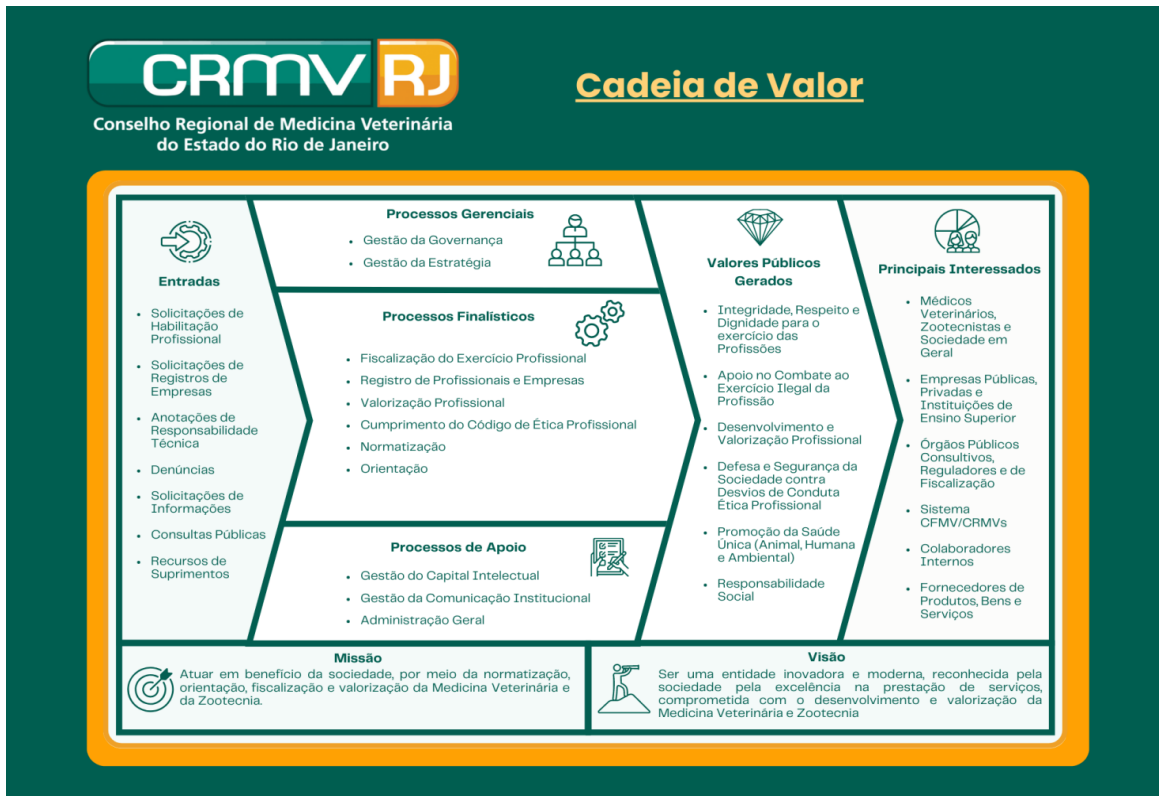 CRMV RJ
Conselho Regional de Medicina Veterinária
do Estado do Rio de Janeiro
Cadeia de Valor
Entradas
• Solicitações de
Habilitação
Profissional
• Solicitações de
Registros de
Empresas
• Anotações de
Responsabilidade
Técnica
• Denúncias
• Solicitações de
Informações
• Consultas Públicas
• Recursos de
Suprimentos
Processos Gerenciais
• Gestão da Governança
• Gestão da Estratégia
Processos Finalísticos
• Fiscalização do Exercício Profissional
• Registro de Profissionais e Empresas
• Valorização Profissional
• Cumprimento do Código de Ética Profissional
• Normatização
• Orientação
Processos de Apoio
• Gestão do Capital Intelectual
• Gestão da Comunicação Institucional
• Administração Geral
Valores Públicos
Gerados
• Integridade, Respeito e
Dignidade para o
exercício das
Profissões
• Apoio no Combate ao
Exercício Ilegal da
Profissão
• Desenvolvimento e
Valorização Profissional
• Defesa e Segurança da
Sociedade contra
Desvios de Conduta
Ética Profissional
• Promoção da Saúde
Única (Animal, Humana
e Ambiental)
• Responsabilidade
Social
Principais Interessados
• Médicos
Veterinários,
Zootecnistas e
Sociedade em
Geral
• Empresas Públicas,
Privadas e
Instituições de
Ensino Superior
• Órgãos Públicos
Consultivos,
Reguladores e de
Fiscalização
• Sistema
CFMV/CRMVs
• Colaboradores
Internos
• Fornecedores de
Produtos, Bens e
Serviços
Missão
Atuar em benefício da sociedade, por meio da normatização,
orientação, fiscalização e valorização da Medicina Veterinária e
da Zootecnia.
Visão
Ser uma entidade inovadora e moderna, reconhecida pela
sociedade pela excelência na prestação de serviços,
comprometida com o desenvolvimento e valorização da
Medicina Veterinária e Zootecnia